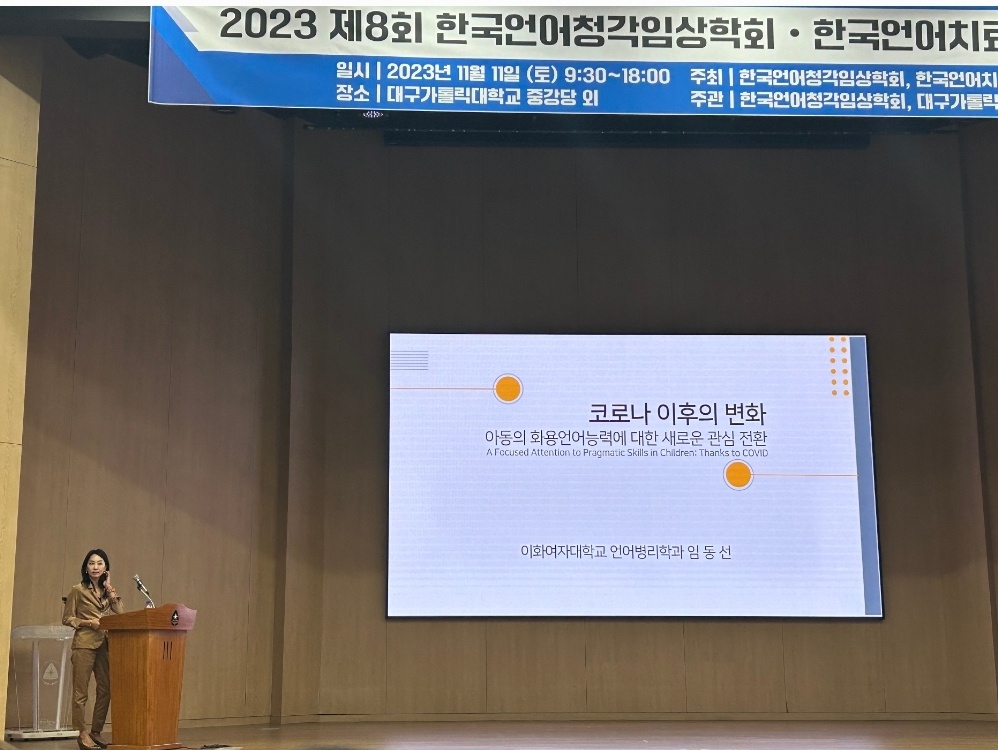 2023 제8회 한국언어청각임상학회 · 한국언어치료
일시 | 2023년 11월 11일 (토) 9:30~18:00 주최 | 한국언어청각임상학회, 한국언어치
장소 | 대구가톨릭대학교 중강당 외 주관 | 한국언어청각임상학회, 대구가톨릭
코로나 이후의 변화
아동의 화용언어능력에 대한 새로운 관심 전환
A Focused Attention to Pragmatic Skills in Children: Thanks to COVID
이화여자대학교 언어병리학과 임 동 선